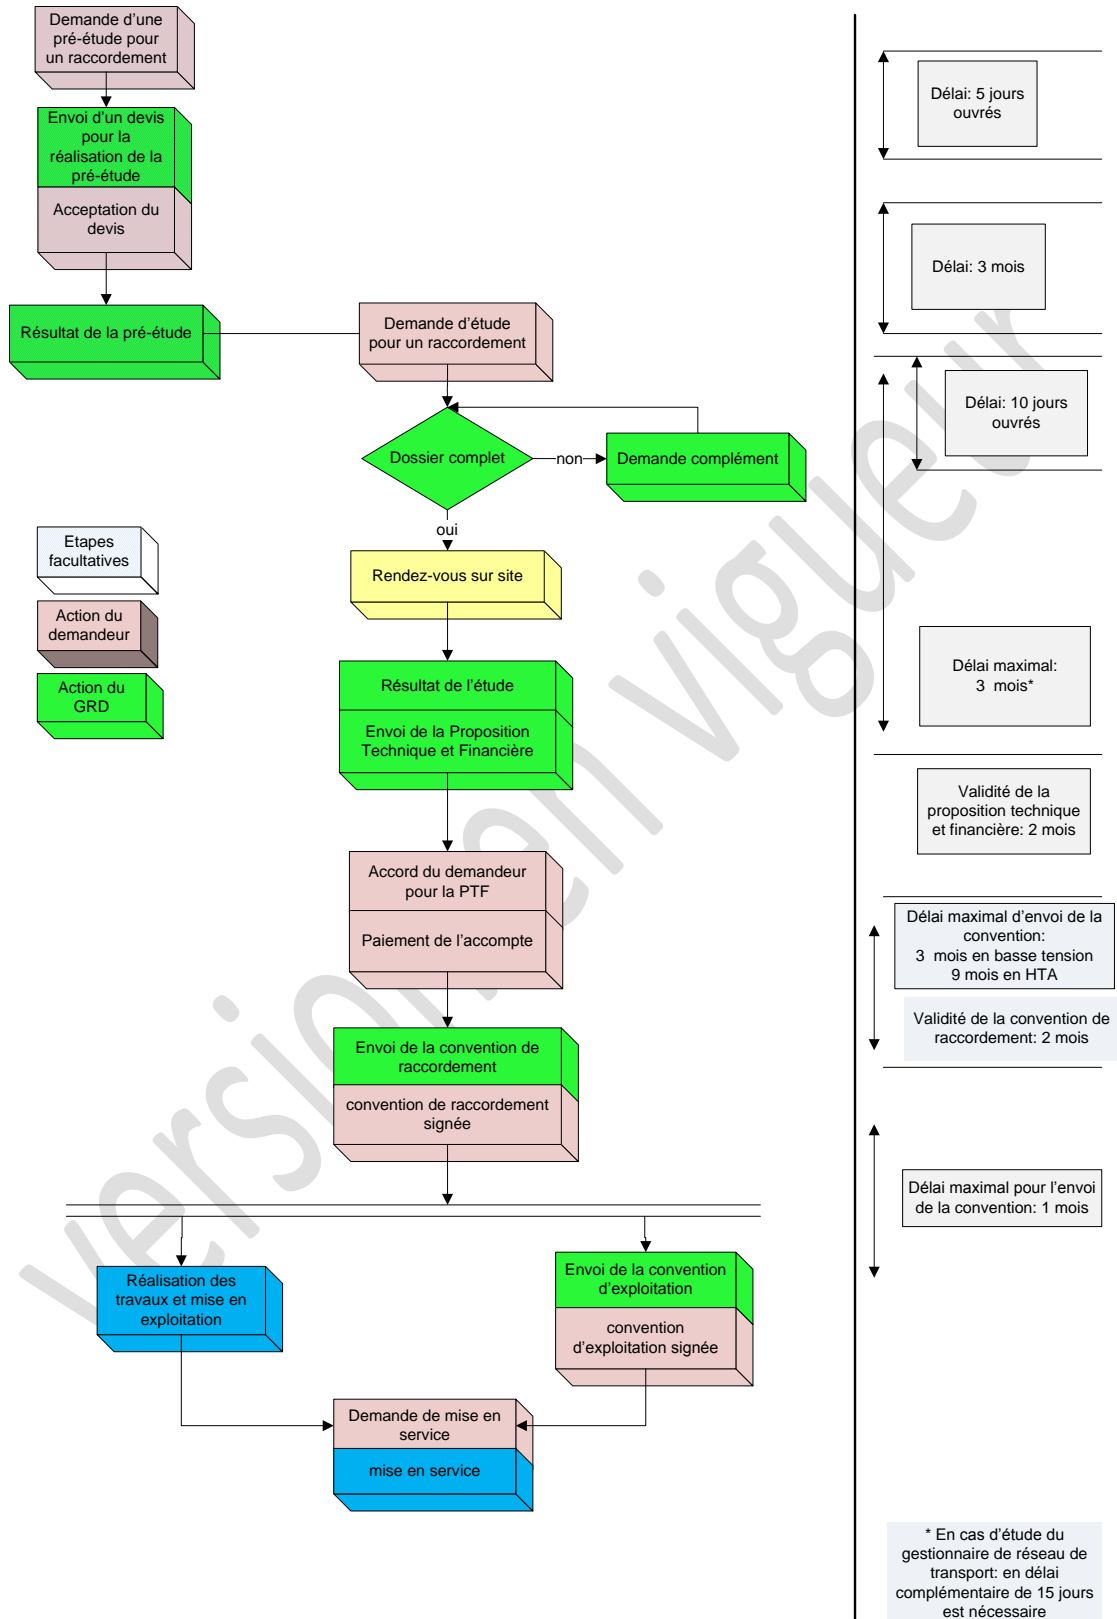 Demande d'une
pré-étude pour
un raccordement
Envoi d'un devis
pour la
réalisation de la
pré-étude
Acceptation du
devis
Résultat de la pré-étude
Demande d'étude
pour un raccordement
Dossier complet
non
Demande complément
oui
Rendez-vous sur site
Etapes
facultatives
Action du
demandeur
Action du
GRD
Résultat de l'étude
Envoi de la Proposition
Technique et Financière
Accord du demandeur
pour la PTF
Paiement de l'accompte
Envoi de la convention de
raccordement
convention de raccordement
signée
Réalisation des
travaux et mise en
exploitation
Envoi de la convention
d'exploitation
convention
d'exploitation signée
Demande de mise en
service
mise en service
Délai: 5 jours
ouvrés
Délai: 3 mois
Délai: 10 jours
ouvrés
Délai maximal:
3 mois*
Validité de la
proposition technique
et financière: 2 mois
Délai maximal d'envoi de la
convention:
3 mois en basse tension
9 mois en HTA
Validité de la convention de
raccordement: 2 mois
Délai maximal pour l'envoi
de la convention: 1 mois
* En cas d'étude du
gestionnaire de réseau de
transport: en délai
complémentaire de 15 jours
est nécessaire
version en vigueur